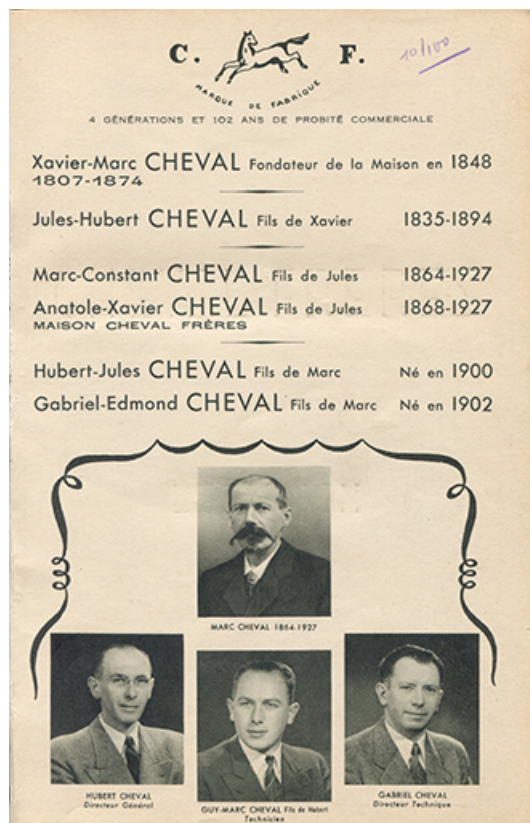 C. F.
10/100
MARQUE DE FABRIQUE
4 GÉNÉRATIONS ET 102 ANS DE PROBITÉ COMMERCIALE
Xavier-Marc CHEVAL Fondateur de la Maison en 1848
1807-1874
Jules-Hubert CHEVAL Fils de Xavier 1835-1894
Marc-Constant CHEVAL Fils de Jules 1864-1927
Anatole-Xavier CHEVAL Fils de Jules 1868-1927
MAISON CHEVAL FRÈRES
Hubert-Jules CHEVAL Fils de Marc Né en 1900
Gabriel-Edmond CHEVAL Fils de Marc Né en 1902
MARC CHEVAL 1864-1927
HUBERT CHEVAL
Directeur Général
GUY-MARC CHEVAL Fils de Hubert
Technicien
GABRIEL CHEVAL
Directeur Technique